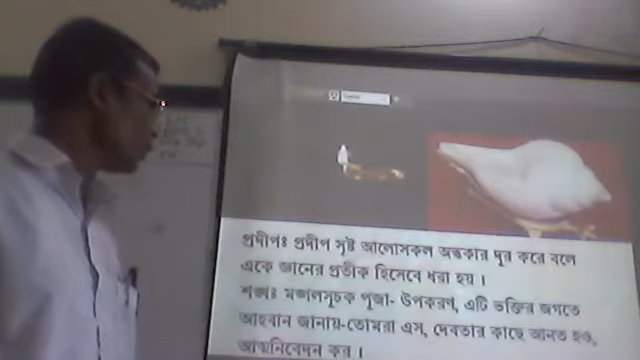 প্রদীপঃ প্রদীপ সৃষ্ট আলোসকল অন্ধকার দূর করে বলে
একে জ্ঞানের প্রতীক হিসেবে ধরা হয় ।
শঙ্খঃ মঙ্গলসূচক পূজা- উপকরণ, এটি ভক্তির জগতে
আহবান জানায়-তোমরা এস, দেবতার কাছে আনত হও,
আত্মনিবেদন কর ।